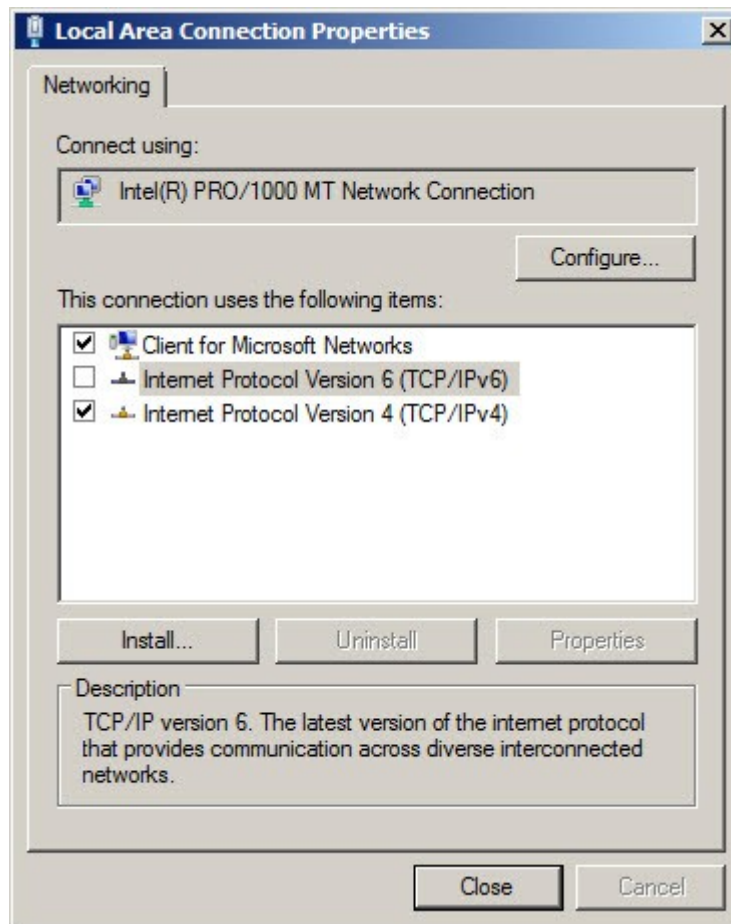 Local Area Connection Properties
Networking
Connect using:
Intel(R) PRO/1000 MT Network Connection
Configure...
This connection uses the following items:
Client for Microsoft Networks
Internet Protocol Version 6 (TCP/IPv6)
Internet Protocol Version 4 (TCP/IPv4)
Install...
Uninstall
Properties
Description
TCP/IP version 6. The latest version of the internet protocol
that provides communication across diverse interconnected
networks.
Close
Cancel